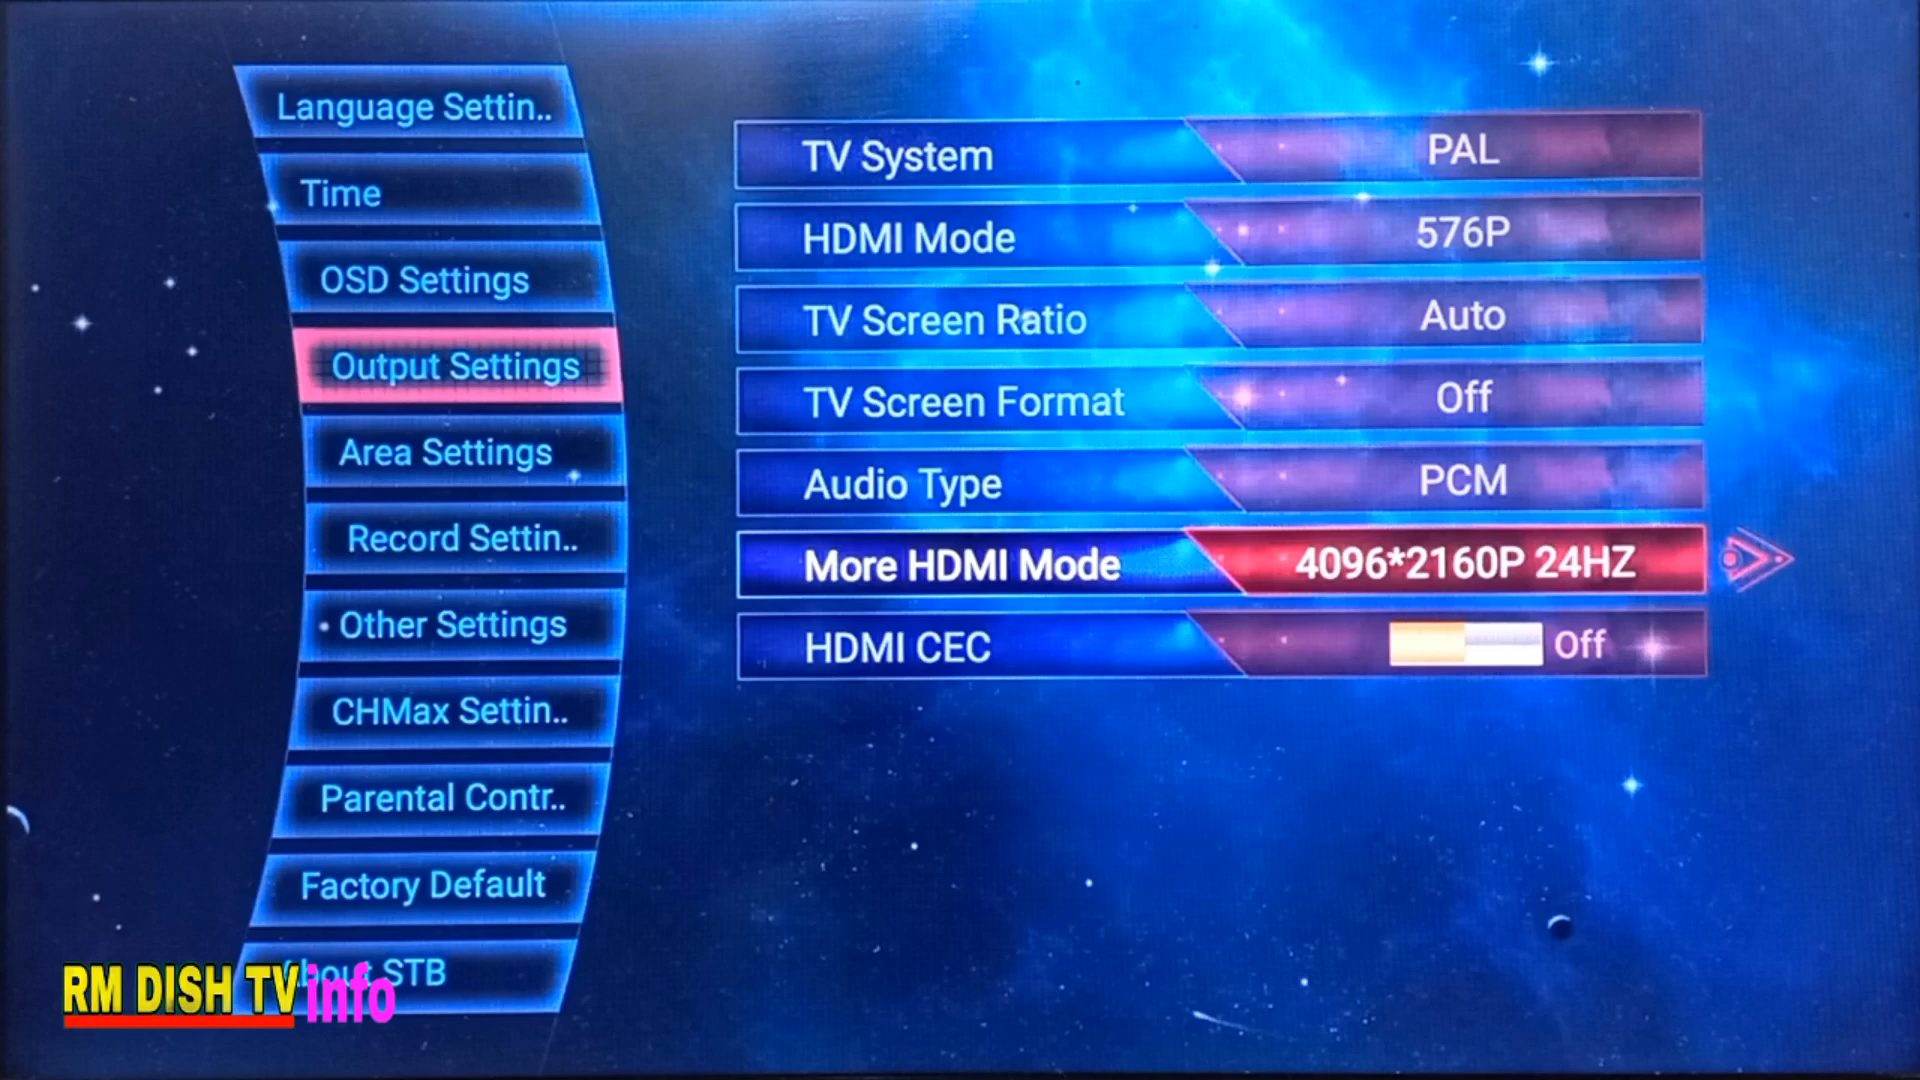 Language Settin..
Time
OSD Settings
Output Settings
Area Settings
Record Settin..
Other Settings
CHMax Settin..
Parental Contr..
Factory Default
About STB
TV System PAL
HDMI Mode 576P
TV Screen Ratio Auto
TV Screen Format Off
Audio Type PCM
More HDMI Mode 4096*2160P 24HZ
HDMI CEC Off
RM DISH TV info